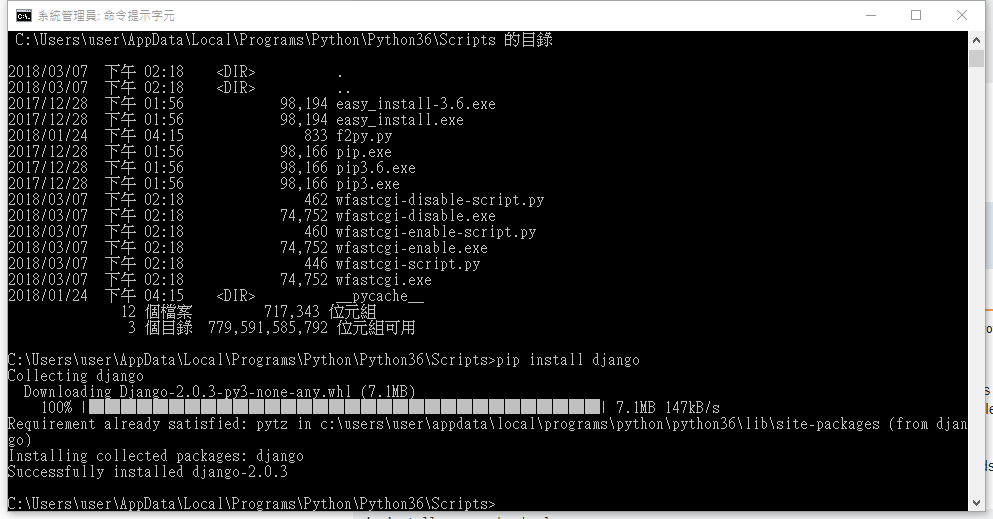 系統管理員: 命令提示字元
C:\Users\user\AppData\Local\Programs\Python\Python36\Scripts 的目錄
2018/03/07  下午 02:18    <DIR>          .
2018/03/07  下午 02:18    <DIR>          ..
2017/12/28  下午 01:56            98,194 easy_install-3.6.exe
2017/12/28  下午 01:56            98,194 easy_install.exe
2018/01/24  下午 04:15               833 f2py.py
2017/12/28  下午 01:56            98,166 pip.exe
2017/12/28  下午 01:56            98,166 pip3.6.exe
2017/12/28  下午 01:56            98,166 pip3.exe
2018/03/07  下午 02:18               462 wfastcgi-disable-script.py
2018/03/07  下午 02:18            74,752 wfastcgi-disable.exe
2018/03/07  下午 02:18               460 wfastcgi-enable-script.py
2018/03/07  下午 02:18            74,752 wfastcgi-enable.exe
2018/03/07  下午 02:18               446 wfastcgi-script.py
2018/03/07  下午 02:18            74,752 wfastcgi.exe
2018/01/24  下午 04:15    <DIR>          __pycache__
12 個檔案         717,343 位元組
3 個目錄  779,591,585,792 位元組可用
C:\Users\user\AppData\Local\Programs\Python\Python36\Scripts>pip install django
Collecting django
Downloading Django-2.0.3-py3-none-any.whl (7.1MB)
100% |████████████████████████████████| 7.1MB 147kB/s
Requirement already satisfied: pytz in c:\users\user\appdata\local\programs\python\python36\lib\site-packages (from djan
go)
Installing collected packages: django
Successfully installed django-2.0.3
C:\Users\user\AppData\Local\Programs\Python\Python36\Scripts>